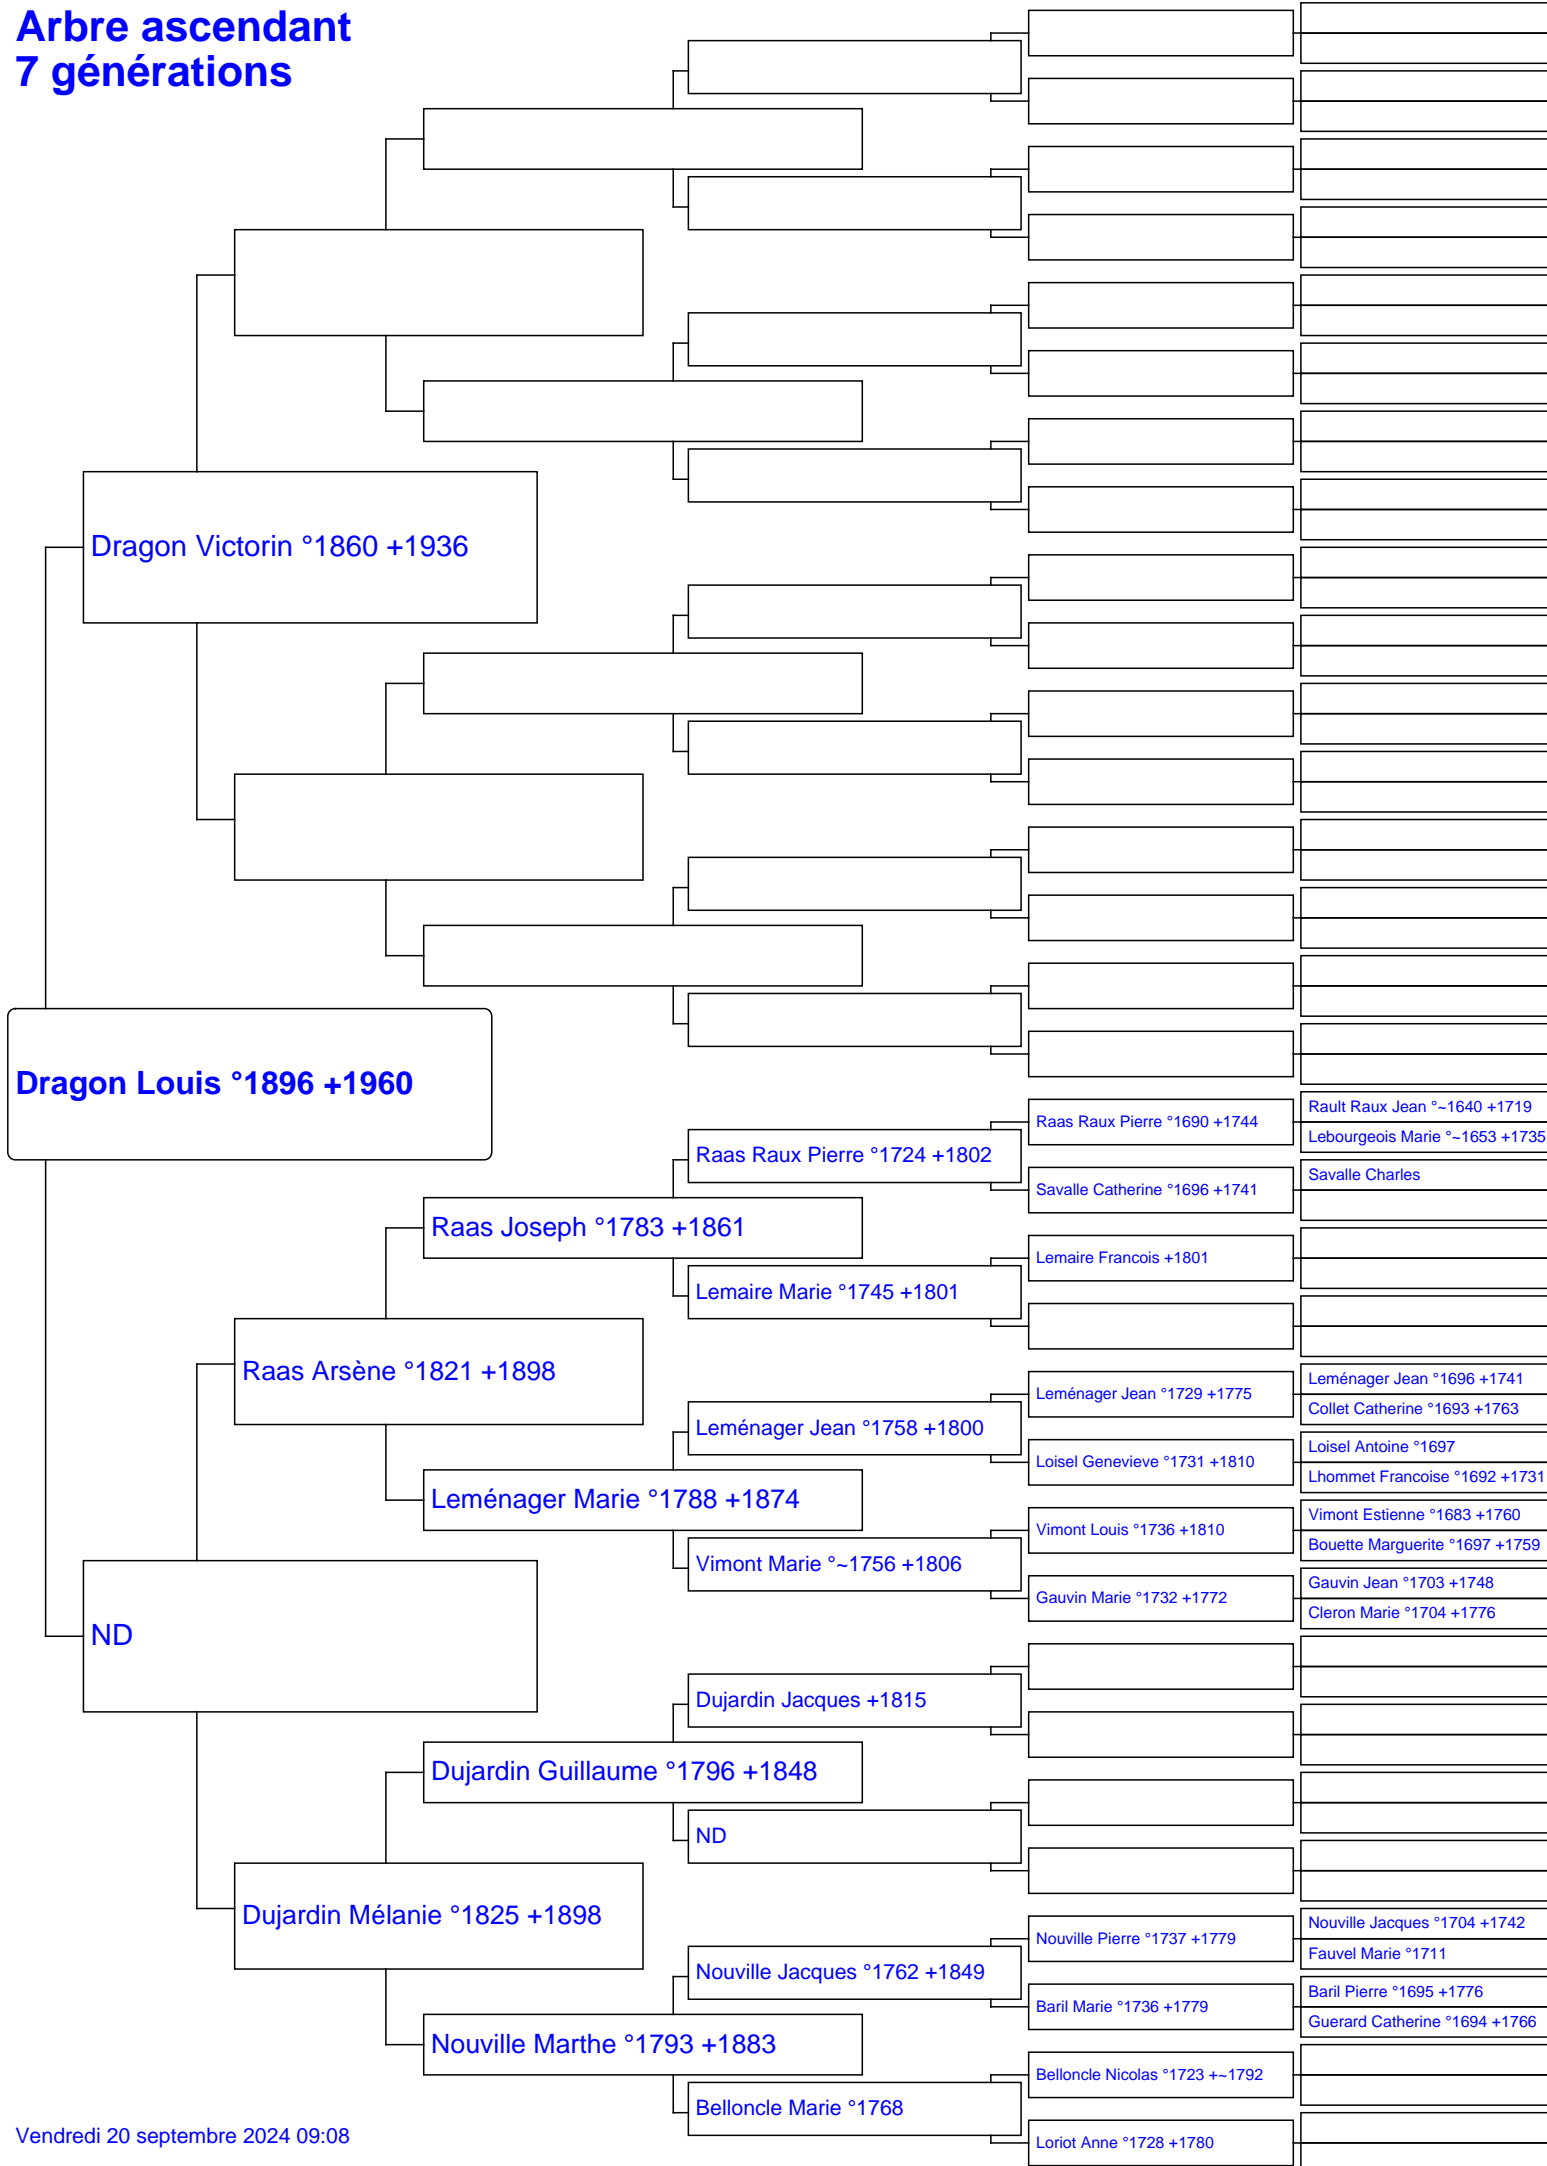 Arbre ascendant
7 générations
Dragon Victorin °1860 +1936
Dragon Louis °1896 +1960
Raas Raux Pierre °1690 +1744
Rault Raux Jean °~1640 +1719
Lebourgeois Marie °~1653 +1735
Raas Raux Pierre °1724 +1802
Savalle Catherine °1696 +1741
Savalle Charles
Raas Joseph °1783 +1861
Lemaire Francois +1801
Lemaire Marie °1745 +1801
Raas Arsène °1821 +1898
Leménager Jean °1729 +1775
Leménager Jean °1696 +1741
Collet Catherine °1693 +1763
Leménager Jean °1758 +1800
Loisel Genevieve °1731 +1810
Loisel Antoine °1697
Lhommet Francoise °1692 +1731
Leménager Marie °1788 +1874
Vimont Louis °1736 +1810
Vimont Estienne °1683 +1760
Bouette Marguerite °1697 +1759
Vimont Marie °~1756 +1806
Gauvin Marie °1732 +1772
Gauvin Jean °1703 +1748
Cleron Marie °1704 +1776
ND
Dujardin Jacques +1815
Dujardin Guillaume °1796 +1848
ND
Dujardin Mélanie °1825 +1898
Nouville Pierre °1737 +1779
Nouville Jacques °1704 +1742
Fauvel Marie °1711
Nouville Jacques °1762 +1849
Baril Marie °1736 +1779
Baril Pierre °1695 +1776
Guerard Catherine °1694 +1766
Nouville Marthe °1793 +1883
Belloncle Nicolas °1723 +~1792
Belloncle Marie °1768
Loriot Anne °1728 +1780
Vendredi 20 septembre 2024 09:08